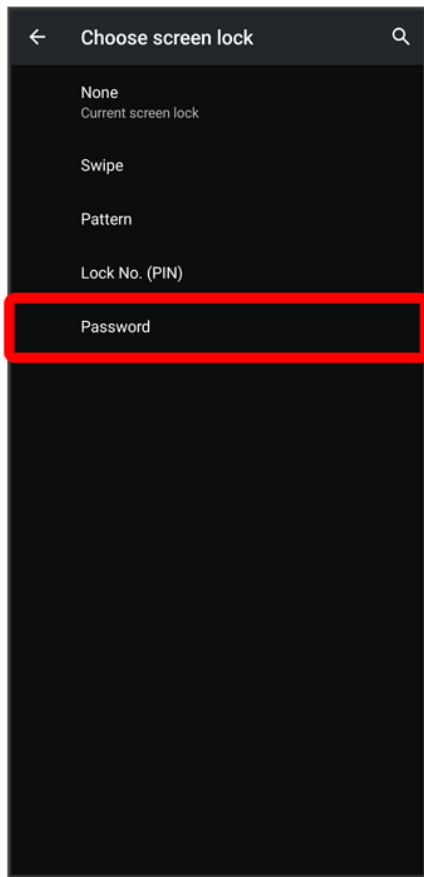 Choose screen lock
None
Current screen lock
Swipe
Pattern
Lock No. (PIN)
Password